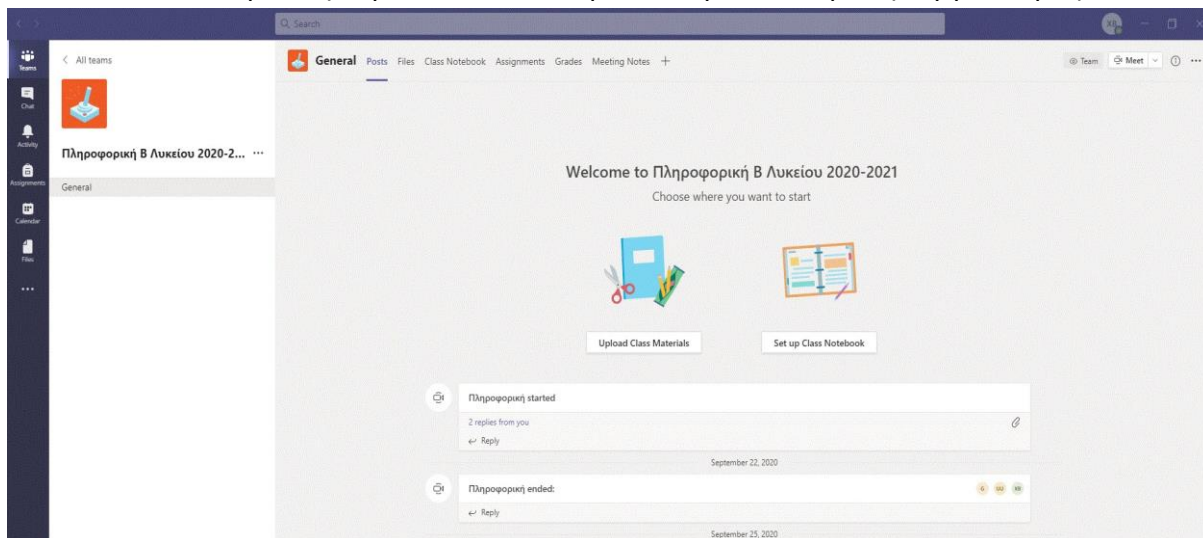 Search
XB
Teams
Chat
Activity
Assignments
Calendar
Files
All teams
Πληροφορική Β Λυκείου 2020-2...
General
General Posts Files Class Notebook Assignments Grades Meeting Notes
Team Meet
Welcome to Πληροφορική Β Λυκείου 2020-2021
Choose where you want to start
Upload Class Materials Set up Class Notebook
Πληροφορική started
2 replies from you
Reply
September 22, 2020
Πληροφορική ended:
Reply
September 25, 2020